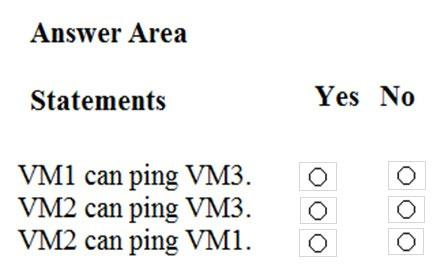 Answer Area
Statements Yes No
VM1 can ping VM3.
VM2 can ping VM3.
VM2 can ping VM1.